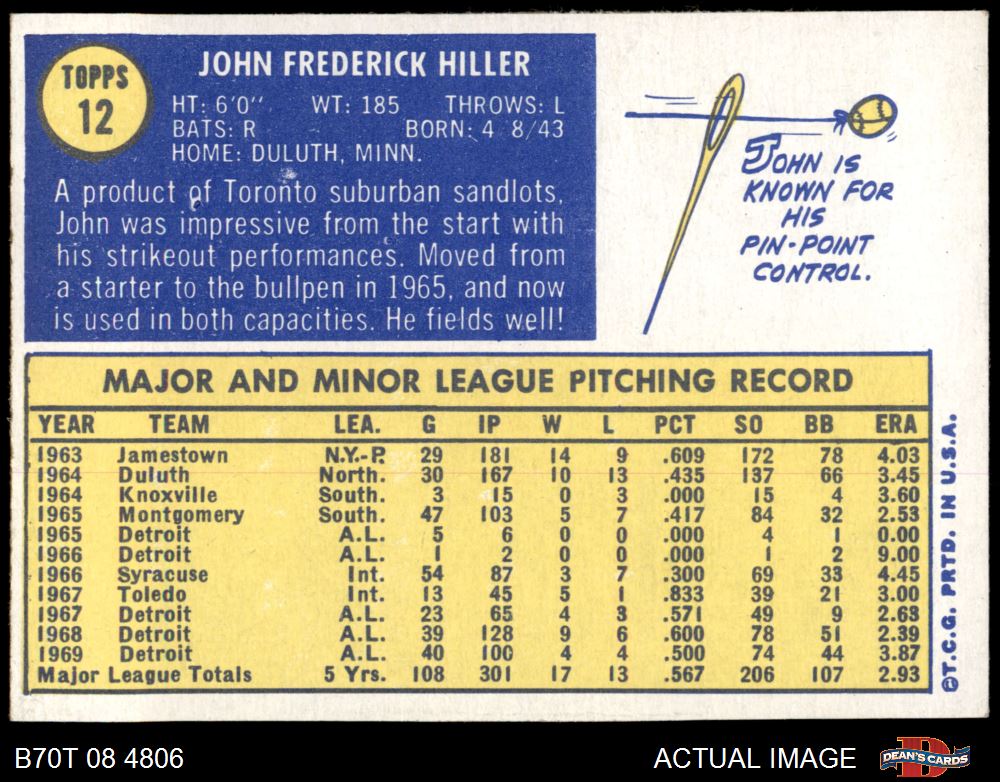 TOPPS
12
JOHN FREDERICK HILLER
HT: 6'0" WT: 185 THROWS: L
BATS: R BORN: 4 8/43
HOME: DULUTH, MINN.
A product of Toronto suburban sandlots,
John was impressive from the start with
his strikeout performances. Moved from
a starter to the bullpen in 1965, and now
is used in both capacities. He fields well!
JOHN IS
KNOWN FOR
HIS
PIN-POINT
CONTROL.
MAJOR AND MINOR LEAGUE PITCHING RECORD
YEAR TEAM LEA. G IP W L PCT SO BB ERA
1963 Jamestown N.Y.-P. 29 181 14 9 .609 172 78 4.03
1964 Duluth North. 30 167 10 13 .435 137 66 3.45
1964 Knoxville South. 3 15 0 3 .000 15 4 3.60
1965 Montgomery South. 47 103 5 7 .417 84 32 2.53
1965 Detroit A.L. 5 6 0 0 .000 4 1 0.00
1966 Detroit A.L. 1 2 0 0 .000 1 2 9.00
1966 Syracuse Int. 54 87 3 7 .300 69 33 4.45
1967 Toledo Int. 13 45 5 1 .833 39 21 3.00
1967 Detroit A.L. 23 65 4 3 .571 49 9 2.63
1968 Detroit A.L. 39 128 9 6 .600 78 51 2.39
1969 Detroit A.L. 40 100 4 4 .500 74 44 3.87
Major League Totals 5 Yrs. 108 301 17 13 .567 206 107 2.93
©T.C.G. PRTD. IN U.S.A.
B70T 08 4806
ACTUAL IMAGE
DEAN'S CARDS